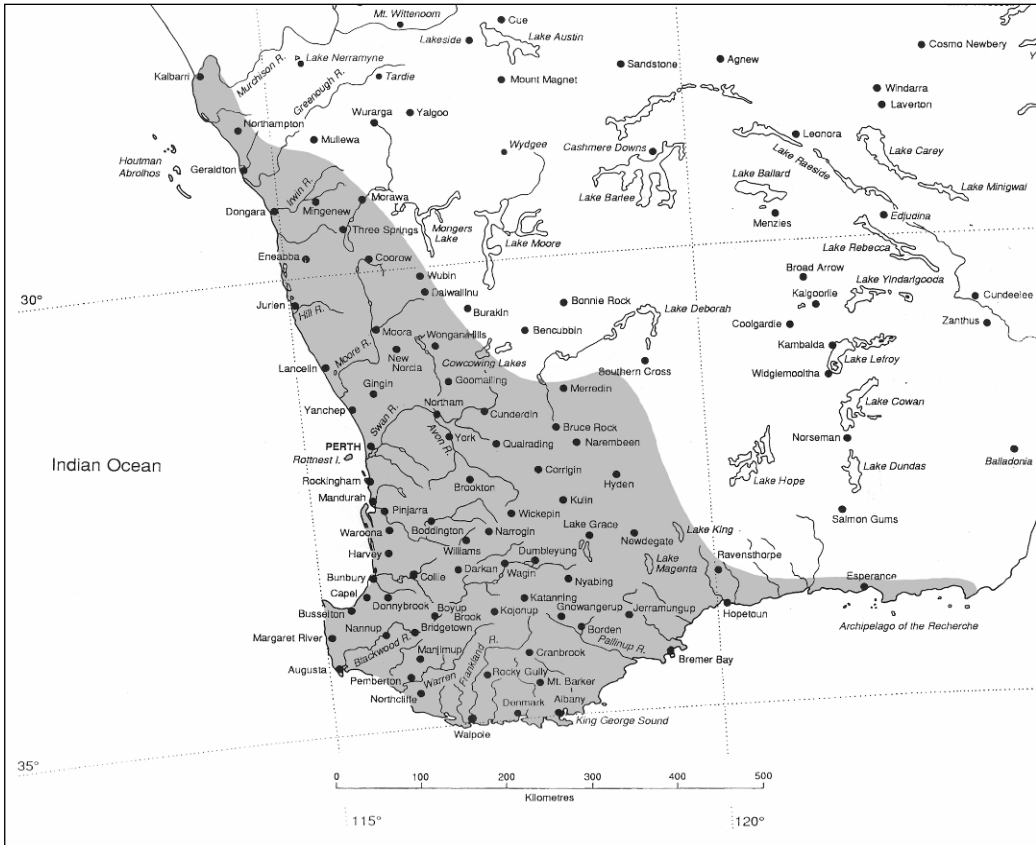 Mt. Wittenoom
Cue
Lakeside
Lake Austin
Cosmo Newbery
Lake Nerramyne
Kalbarri
Murchison R.
Greenough R.
Tardie
Mount Magnet
Sandstone
Agnew
Windarra
Laverton
Northampton
Wurarga
Yalgoo
Mullewa
Leonora
Houtman
Abrolhos
Geraldton
Wydgee
Cashmere Downs
Lake Raeside
Lake Carey
Lake Ballard
Lake Minigwal
Irwin R.
Morawa
Lake Barlee
Dongara
Mingenew
Menzies
Edjudina
Three Springs
Mongers
Lake
Lake Moore
Lake Rebecca
Eneabba
Coorow
Broad Arrow
Wubin
Lake Yindarlgooda
30°
Dalwallinu
Kalgoorlie
Cundeelee
Jurien
Hill R.
Burakin
Bonnie Rock
Lake Deborah
Coolgardie
Zanthus
Moora
Wongan Hills
Bencubbin
Moore R.
New
Norcia
Cowcowing Lakes
Kambalda
Lake Lefroy
Lancelin
Southern Cross
Widgiemooltha
Gingin
Goomalling
Merredin
Yanchep
Northam
Cunderdin
Lake Cowan
Swan R.
Avon R.
Bruce Rock
PERTH
York
Quairading
Narembeen
Norseman
Rottnest I.
Balladonia
Indian Ocean
Corrigin
Lake Dundas
Rockingham
Brookton
Hyden
Lake Hope
Mandurah
Kulin
Pinjarra
Wickepin
Salmon Gums
Boddington
Narrogin
Lake Grace
Lake King
Waroona
Newdegate
Williams
Dumbleyung
Harvey
Lake
Magenta
Ravensthorpe
Darkan
Wagin
Bunbury
Collie
Nyabing
Esperance
Capel
Katanning
Donnybrook
Boyup
Brook
Kojonup
Gnowangerup
Jerramungup
Hopetoun
Busselton
Nannup
Bridgetown
Borden
Archipelago of the Recherche
Margaret River
Blackwood R.
Manjimup
Frankland R.
Cranbrook
Pallinup R.
Bremer Bay
Augusta
Pemberton
Warren
Rocky Gully
Mt. Barker
Northcliffe
Denmark
Albany
King George Sound
Walpole
35°
0
100
200
300
400
500
Kilometres
115°
120°